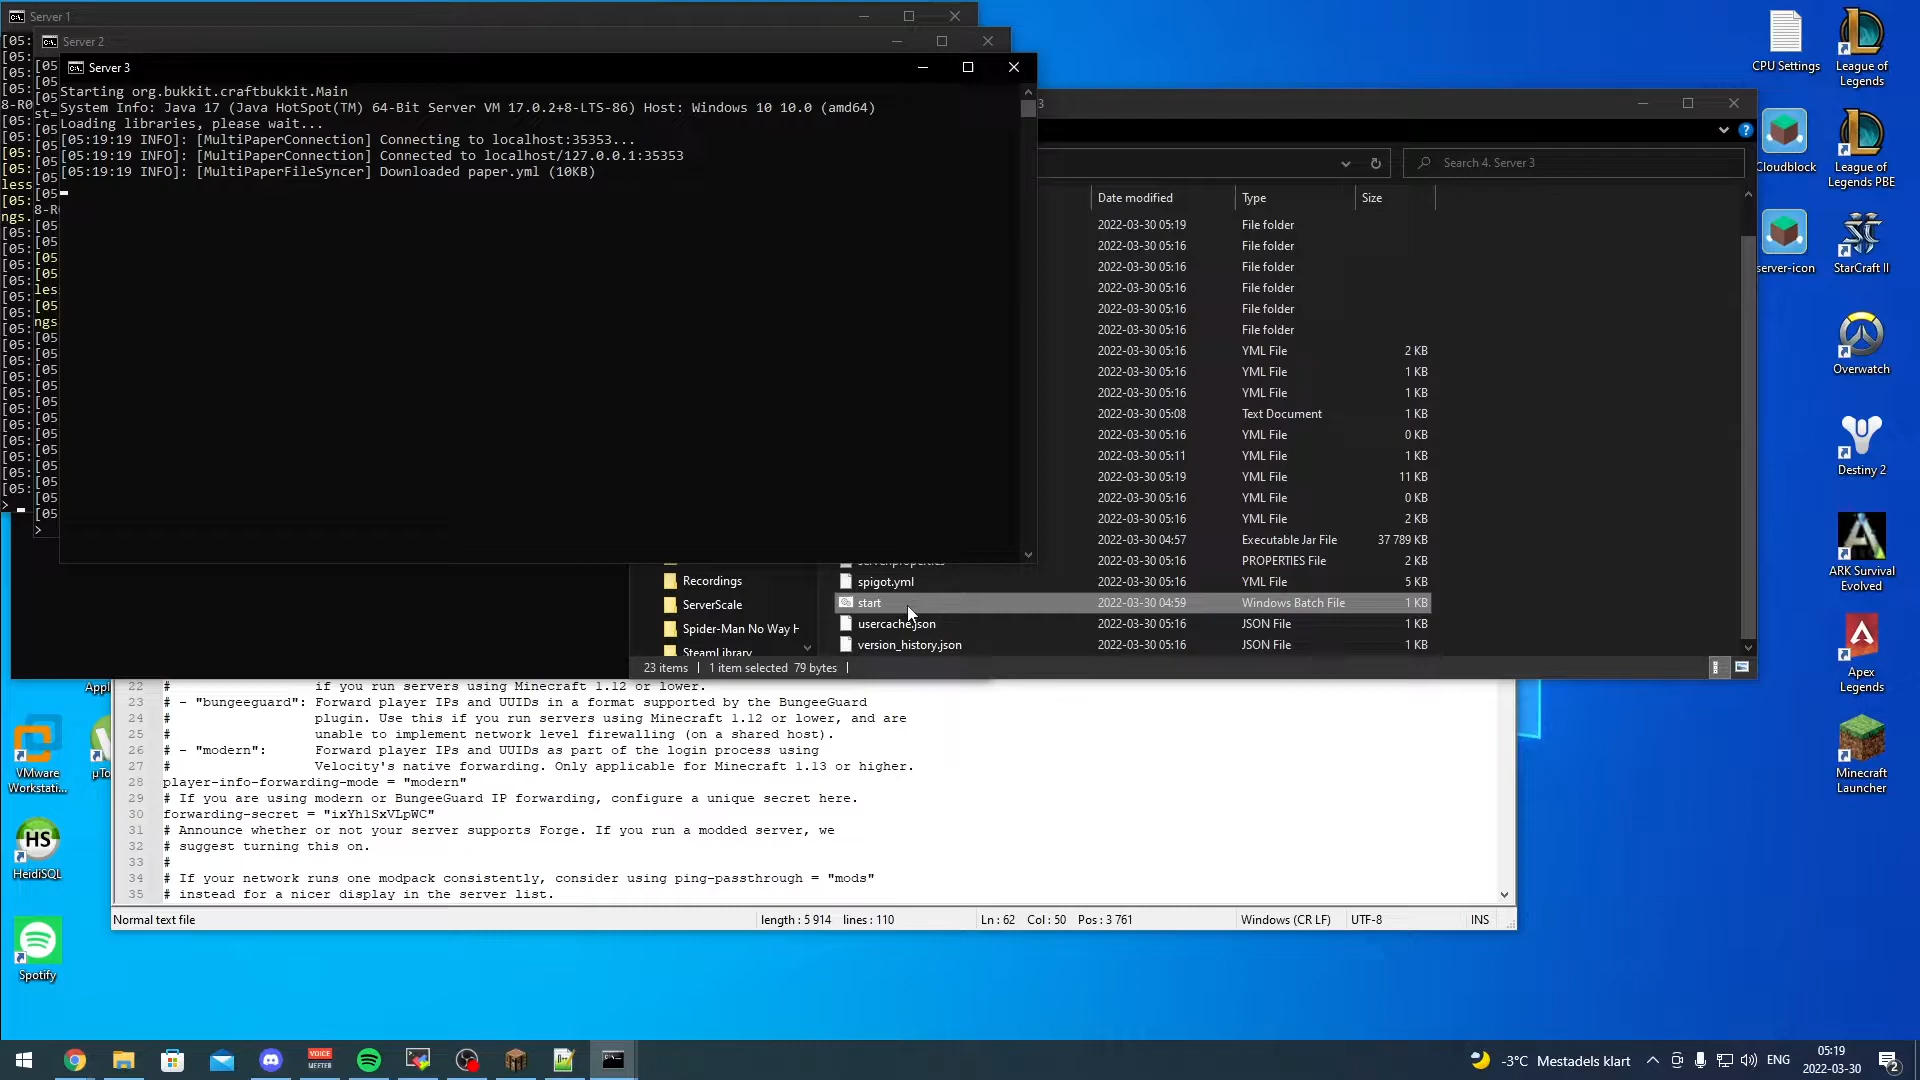 Server 1
Server 2
Server 3
Starting org.bukkit.craftbukkit.Main
System Info: Java 17 (Java HotSpot(TM) 64-Bit Server VM 17.0.2+8-LTS-86) Host: Windows 10 10.0 (amd64)
Loading libraries, please wait...
[05:19:19 INFO]: [MultiPaperConnection] Connecting to localhost:35353...
[05:19:19 INFO]: [MultiPaperConnection] Connected to localhost/127.0.0.1:35353
[05:19:19 INFO]: [MultiPaperFileSyncer] Downloaded paper.yml (10KB)
3
Search 4. Server 3
Date modified Type Size
2022-03-30 05:19 File folder
2022-03-30 05:16 File folder
2022-03-30 05:16 File folder
2022-03-30 05:16 File folder
2022-03-30 05:16 File folder
2022-03-30 05:16 File folder
2022-03-30 05:16 YML File 2 KB
2022-03-30 05:16 YML File 1 KB
2022-03-30 05:16 YML File 1 KB
2022-03-30 05:08 Text Document 1 KB
2022-03-30 05:16 YML File 0 KB
2022-03-30 05:11 YML File 1 KB
2022-03-30 05:19 YML File 11 KB
2022-03-30 05:16 YML File 0 KB
2022-03-30 05:16 YML File 2 KB
2022-03-30 04:57 Executable Jar File 37 789 KB
2022-03-30 05:16 PROPERTIES File 2 KB
spigot.yml 2022-03-30 05:16 YML File 5 KB
start 2022-03-30 04:59 Windows Batch File 1 KB
usercache.json 2022-03-30 05:16 JSON File 1 KB
version_history.json 2022-03-30 05:16 JSON File 1 KB
Recordings
ServerScale
Spider-Man No Way H
SteamLibrary
23 items 1 item selected 79 bytes
22 # if you run servers using Minecraft 1.12 or lower.
23 # - "bungeeguard": Forward player IPs and UUIDs in a format supported by the BungeeGuard
24 # plugin. Use this if you run servers using Minecraft 1.12 or lower, and are
25 # unable to implement network level firewalling (on a shared host).
26 # - "modern": Forward player IPs and UUIDs as part of the login process using
27 # Velocity's native forwarding. Only applicable for Minecraft 1.13 or higher.
28 player-info-forwarding-mode = "modern"
29 # If you are using modern or BungeeGuard IP forwarding, configure a unique secret here.
30 forwarding-secret = "ixYh1SxVLpWC"
31 # Announce whether or not your server supports Forge. If you run a modded server, we
32 # suggest turning this on.
33 #
34 # If your network runs one modpack consistently, consider using ping-passthrough = "mods"
35 # instead for a nicer display in the server list.
Normal text file length : 5 914 lines : 110 Ln : 62 Col : 50 Pos : 3 761 Windows (CR LF) UTF-8 INS
CPU Settings
League of
Legends
Cloudblock
League of
Legends PBE
server-icon
StarCraft II
Overwatch
Destiny 2
ARK Survival
Evolved
Apex
Legends
Minecraft
Launcher
Appl
VMware
Workstati...
µTo
HS
HeidiSQL
Spotify
VOICE
MEETER
-3°C Mestadels klart
ENG
05:19
2022-03-30
2